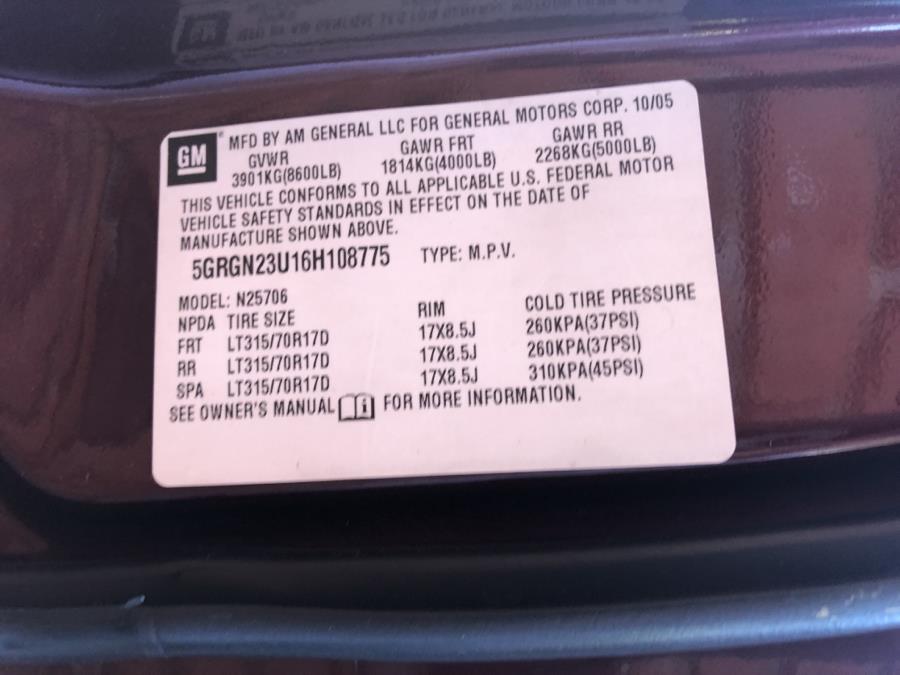 GM® MFD BY AM GENERAL LLC FOR GENERAL MOTORS CORP. 10/05
GVWR GAWR FRT GAWR RR
3901KG(8600LB) 1814KG(4000LB) 2268KG(5000LB)
THIS VEHICLE CONFORMS TO ALL APPLICABLE U.S. FEDERAL MOTOR
VEHICLE SAFETY STANDARDS IN EFFECT ON THE DATE OF
MANUFACTURE SHOWN ABOVE.
5GRGN23U16H108775 TYPE: M.P.V.
MODEL: N25706
NPDA TIRE SIZE RIM COLD TIRE PRESSURE
FRT LT315/70R17D 17X8.5J 260KPA(37PSI)
RR LT315/70R17D 17X8.5J 260KPA(37PSI)
SPA LT315/70R17D 17X8.5J 310KPA(45PSI)
SEE OWNER'S MANUAL i FOR MORE INFORMATION.